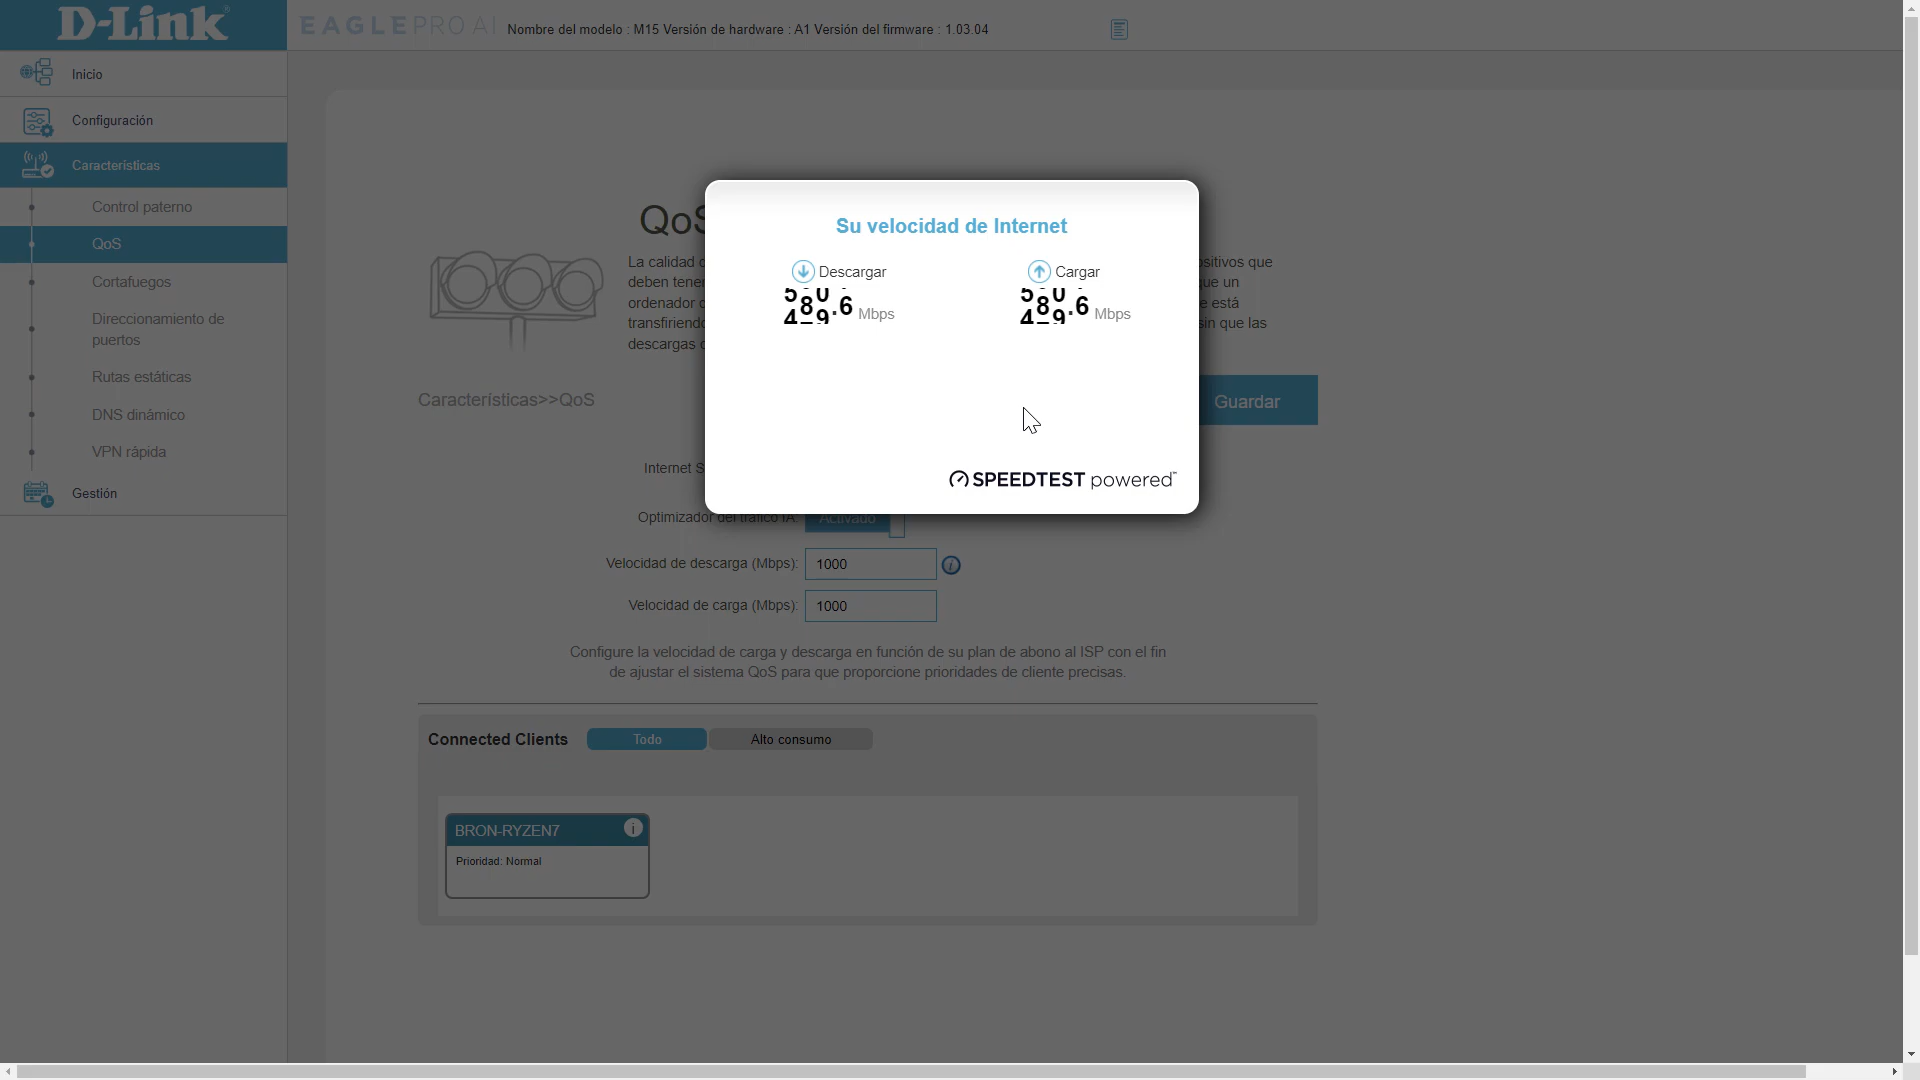 D-Link®
EAGLE PRO AI
Nombre del modelo : M15 Versión de hardware : A1 Versión del firmware : 1.03.04
Inicio
Configuración
Características
Control paterno
QoS
Cortafuegos
Direccionamiento de
puertos
Rutas estáticas
DNS dinámico
VPN rápida
Gestión
QoS
La calidad
deben
ositivos que
que un
ordenador
e está
sin que las
descargas
Características>>QoS
Guardar
Su velocidad de Internet
Descargar
Cargar
Mbps
Mbps
SPEEDTEST powered™
Internet S
Optimizador del tráfico IA
Activado
Velocidad de descarga (Mbps): 1000
Velocidad de carga (Mbps): 1000
Configure la velocidad de carga y descarga en función de su plan de abono al ISP con el fin
de ajustar el sistema QoS para que proporcione prioridades de cliente precisas.
Connected Clients
Todo
Alto consumo
BRON-RYZEN7
Prioridad: Normal